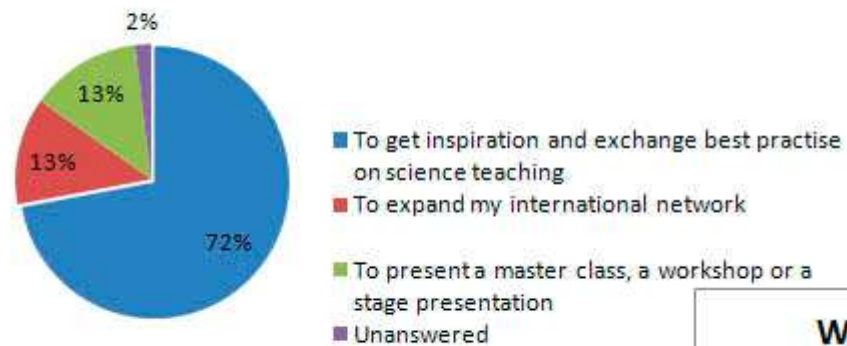 2%
13%
13%
72%
To get inspiration and exchange best practise
on science teaching
To expand my international network
To present a master class, a workshop or a
stage presentation
Unanswered
W